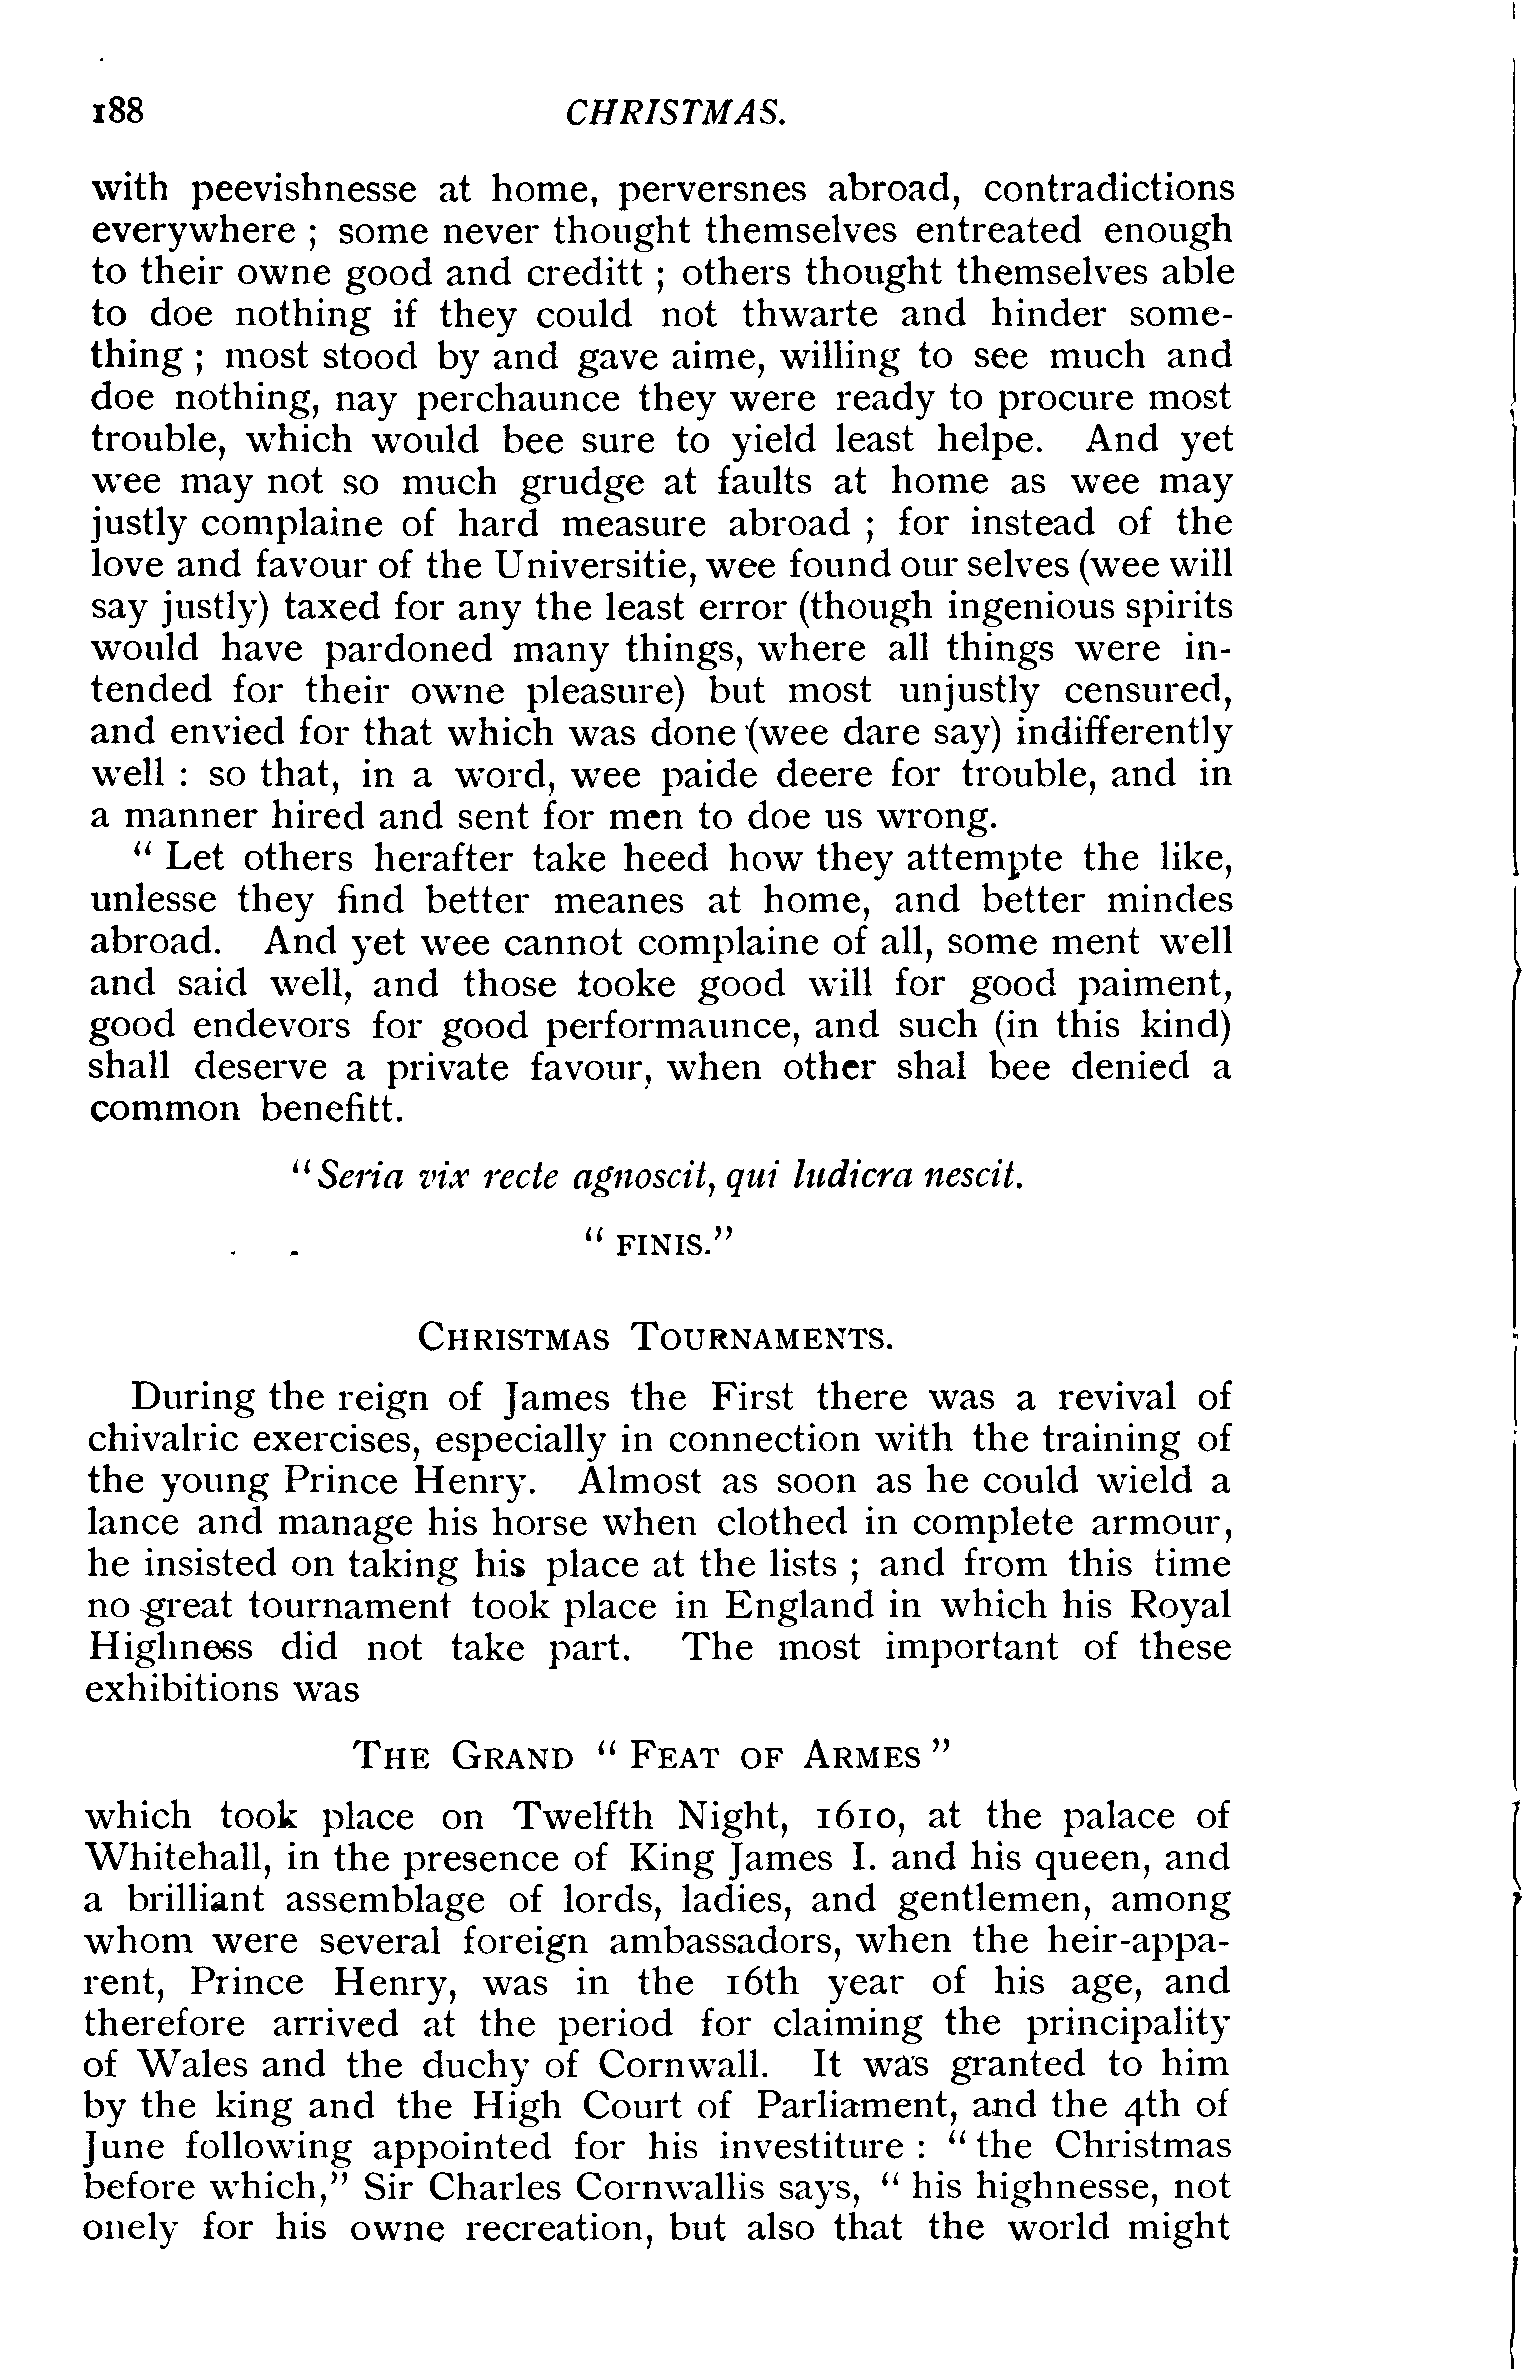 188 CHRISTMAS.
with peevishnesse at home, perversnes abroad, contradictions
everywhere ; some never thought themselves entreated enough
to their owne good and creditt ; others thought themselves able
to doe nothing if they could not thwarte and hinder some-
thing ; most stood by and gave aime, willing to see much and
doe nothing, nay perchaunce they were ready to procure most
trouble, which would bee sure to yield least helpe. And yet
wee may not so much grudge at faults at home as wee may
justly complaine of hard measure abroad ; for instead of the
love and favour of the Universitie, wee found our selves (wee will
say justly) taxed for any the least error (though ingenious spirits
would have pardoned many things, where all things were in-
tended for their owne pleasure) but most unjustly censured,
and envied for that which was done (wee dare say) indifferently
well : so that, in a word, wee paide deere for trouble, and in
a manner hired and sent for men to doe us wrong.
" Let others herafter take heed how they attempte the like,
unlesse they find better meanes at home, and better mindes
abroad. And yet wee cannot complaine of all, some ment well
and said well, and those tooke good will for good paiment,
good endevors for good performaunce, and such (in this kind)
shall deserve a private favour, when other shal bee denied a
common benefitt.
" Seria vix recte agnoscit, qui ludicra nescit.
" FINIS."
CHRISTMAS TOURNAMENTS.
During the reign of James the First there was a revival of
chivalric exercises, especially in connection with the training of
the young Prince Henry. Almost as soon as he could wield a
lance and manage his horse when clothed in complete armour,
he insisted on taking his place at the lists ; and from this time
no great tournament took place in England in which his Royal
Highness did not take part. The most important of these
exhibitions was
THE GRAND " FEAT OF ARMES "
which took place on Twelfth Night, 1610, at the palace of
Whitehall, in the presence of King James I. and his queen, and
a brilliant assemblage of lords, ladies, and gentlemen, among
whom were several foreign ambassadors, when the heir-appa-
rent, Prince Henry, was in the 16th year of his age, and
therefore arrived at the period for claiming the principality
of Wales and the duchy of Cornwall. It was granted to him
by the king and the High Court of Parliament, and the 4th of
June following appointed for his investiture : " the Christmas
before which," Sir Charles Cornwallis says, " his highnesse, not
onely for his owne recreation, but also that the world might